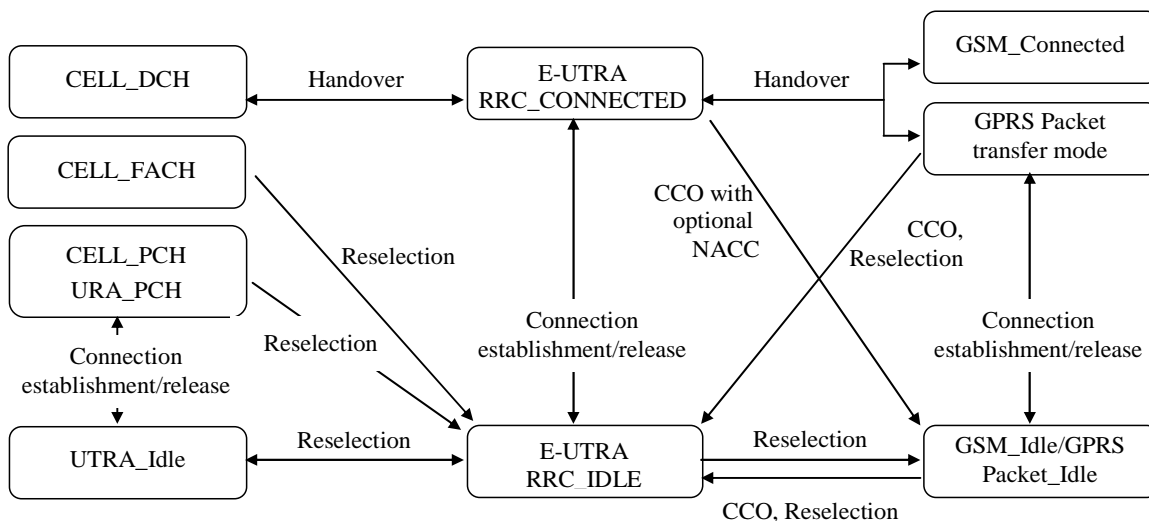 GSM_Connected
CELL_DCH
Handover
E-UTRA
RRC_CONNECTED
Handover
GPRS Packet
transfer mode
CELL_FACH
CCO with
optional
NACC
CCO,
Reselection
CELL_PCH
URA_PCH
Reselection
Reselection
Connection
establishment/release
Connection
establishment/release
Connection
establishment/release
UTRA_Idle
Reselection
E-UTRA
RRC_IDLE
Reselection
GSM_Idle/GPRS
Packet_Idle
CCO, Reselection